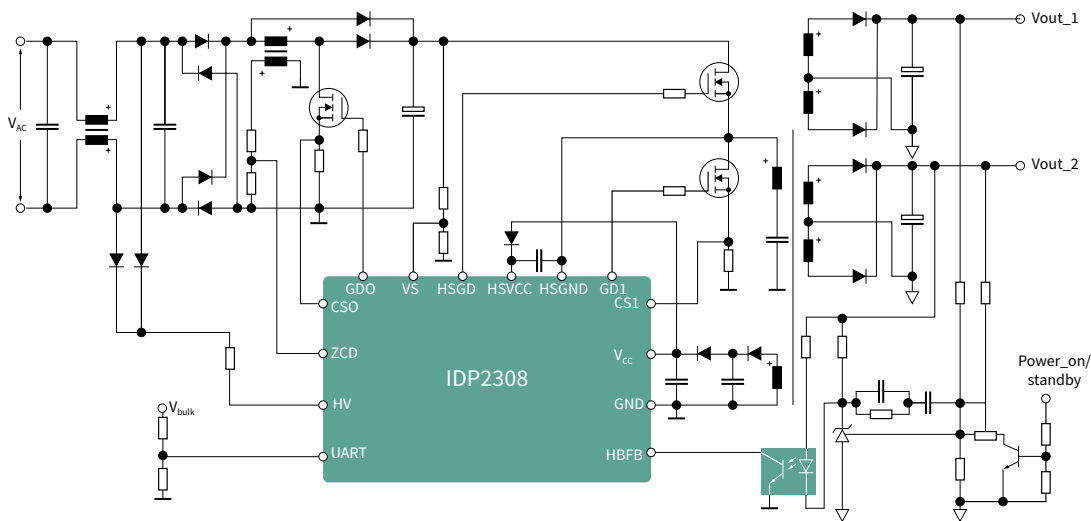 Vout_1
VAC
Vout_2
GDO
VS
HSGD
HSVCC
HSGND
GD1
CSO
CS1
ZCD
VCC
IDP2308
Power_on/
standby
HV
GND
Vbulk
UART
HBFB
+
+
+
+
+
+
+
+
+
+